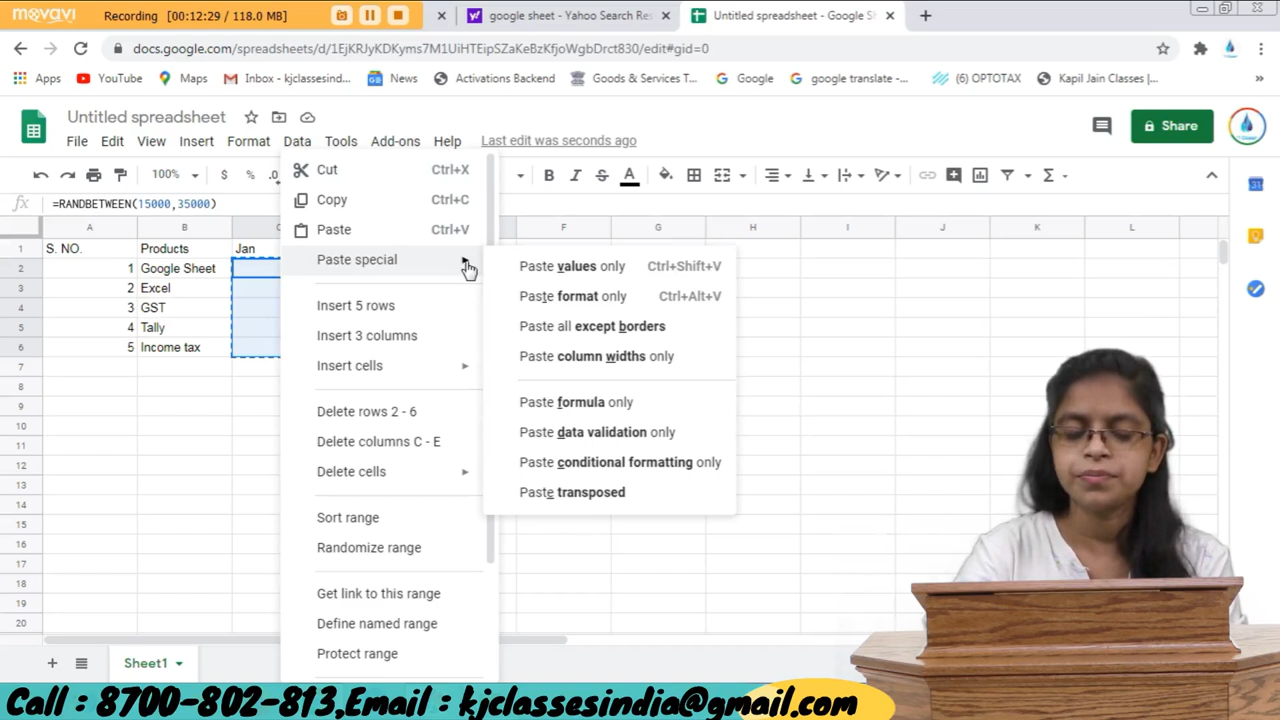 movavi Recording 00:12:29 / 118.0 MB
google sheet - Yahoo Search Res
Untitled spreadsheet - Google S
docs.google.com/spreadsheets/d/1EjKRJyKDKyms7M1UiHTEipSZaKeBzKfjoWgbDrct830/edit#gid=0
Apps YouTube Maps Inbox - kjclassesind... News Activations Backend Goods & Services T... Google google translate -... (6) OPTOTAX Kapil Jain Classes |... »
Untitled spreadsheet
File Edit View Insert Format Data Tools Add-ons Help Last edit was seconds ago
Share
100% $ % .0
=RANDBETWEEN(15000,35000)
A B C F G H I J K L
1 S. NO. Products Jan
2 1 Google Sheet
3 2 Excel
4 3 GST
5 4 Tally
6 5 Income tax
7
8
9
10
11
12
13
14
15
16
17
18
19
20
Cut Ctrl+X
Copy Ctrl+C
Paste Ctrl+V
Paste special
Insert 5 rows
Insert 3 columns
Insert cells
Delete rows 2 - 6
Delete columns C - E
Delete cells
Sort range
Randomize range
Get link to this range
Define named range
Protect range
Paste values only Ctrl+Shift+V
Paste format only Ctrl+Alt+V
Paste all except borders
Paste column widths only
Paste formula only
Paste data validation only
Paste conditional formatting only
Paste transposed
Sheet1
Call : 8700-802-813,Email : kjclassesindia@gmail.com